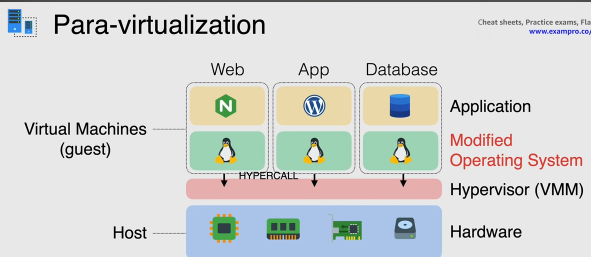 Para-virtualization
Cheat sheets, Practice exams, Fla
www.exampro.co/
Web
App
Database
Application
Virtual Machines
(guest)
Modified
Operating System
HYPERCALL
Hypervisor (VMM)
Host
Hardware